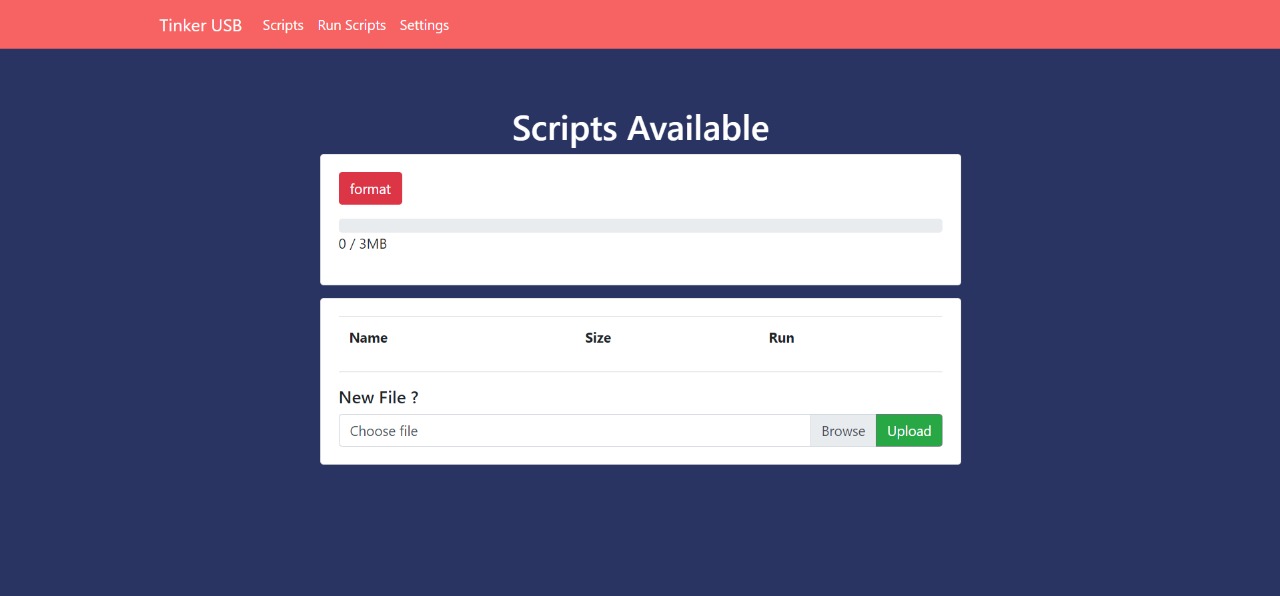 Tinker USB Scripts Run Scripts Settings
Scripts Available
format
0 / 3MB
Name Size Run
New File ?
Choose file Browse Upload